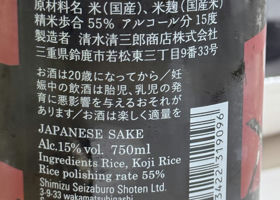 原材料名 米(国産)、米麹(国産米)
精米歩合 55% アルコール分 15度
製造者 清水清三郎商店株式会社
三重県鈴鹿市若松東三丁目9番33号
お酒は20歳になってから/妊
娠中の飲酒は胎児、乳児の発
育に悪影響を与えるおそれが
あります/お酒は楽しく適量を
JAPANESE SAKE
Alc.15% vol. 750ml
Ingredients Rice, Koji Rice
Rice polishing rate 55%
Shimizu Seizaburo Shoten Ltd.
3-9-33 wakamatsuhigashi
3422319096